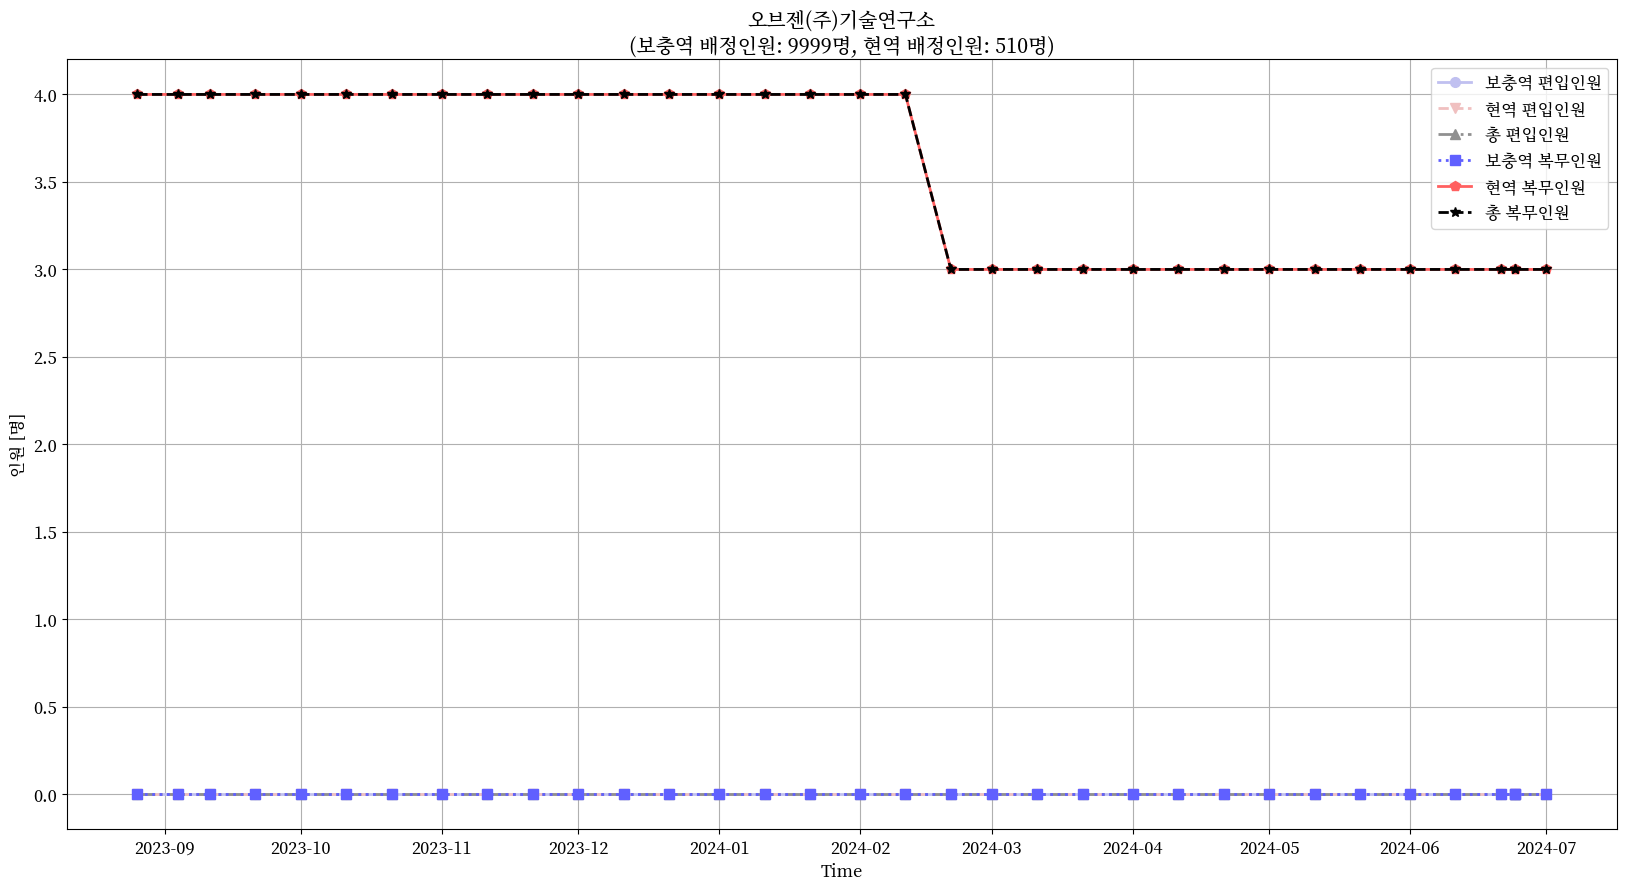 오브젠(주)기술연구소
(보충역 배정인원: 9999명, 현역 배정인원: 510명)
보충역 편입인원
현역 편입인원
총 편입인원
보충역 복무인원
현역 복무인원
총 복무인원
인원 [명]
4.0
3.5
3.0
2.5
2.0
1.5
1.0
0.5
0.0
2023-09 2023-10 2023-11 2023-12 2024-01 2024-02 2024-03 2024-04 2024-05 2024-06 2024-07
Time